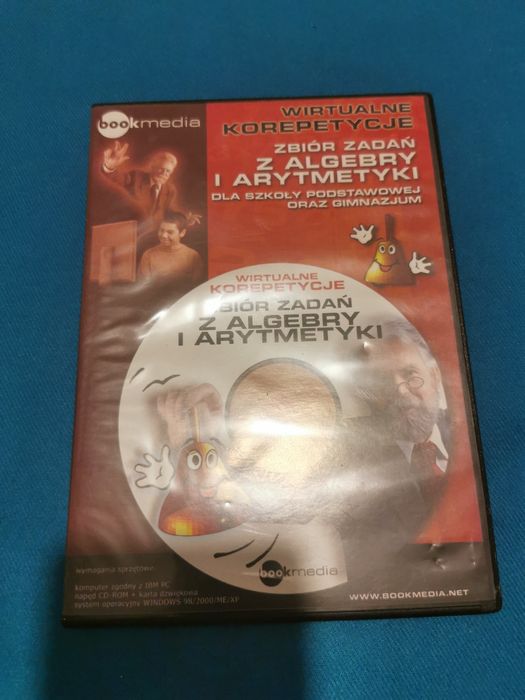 bookmedia
WIRTUALNE
KOREPETYCJE
ZBIÓR ZADAŃ
Z ALGEBRY
I ARYTMETYKI
DLA SZKOŁY PODSTAWOWEJ
ORAZ GIMNAZJUM
WIRTUALNE
KOREPETYCJE
ZBIÓR ZADAŃ
Z ALGEBRY
I ARYTMETYKI
bookmedia
wymagania sprzętowe:
komputer zgodny z IBM PC
napęd CD-ROM + karta dzwiękowa
system operacyjny WINDOWS 98/2000/ME/XP
WWW.BOOKMEDIA.NET